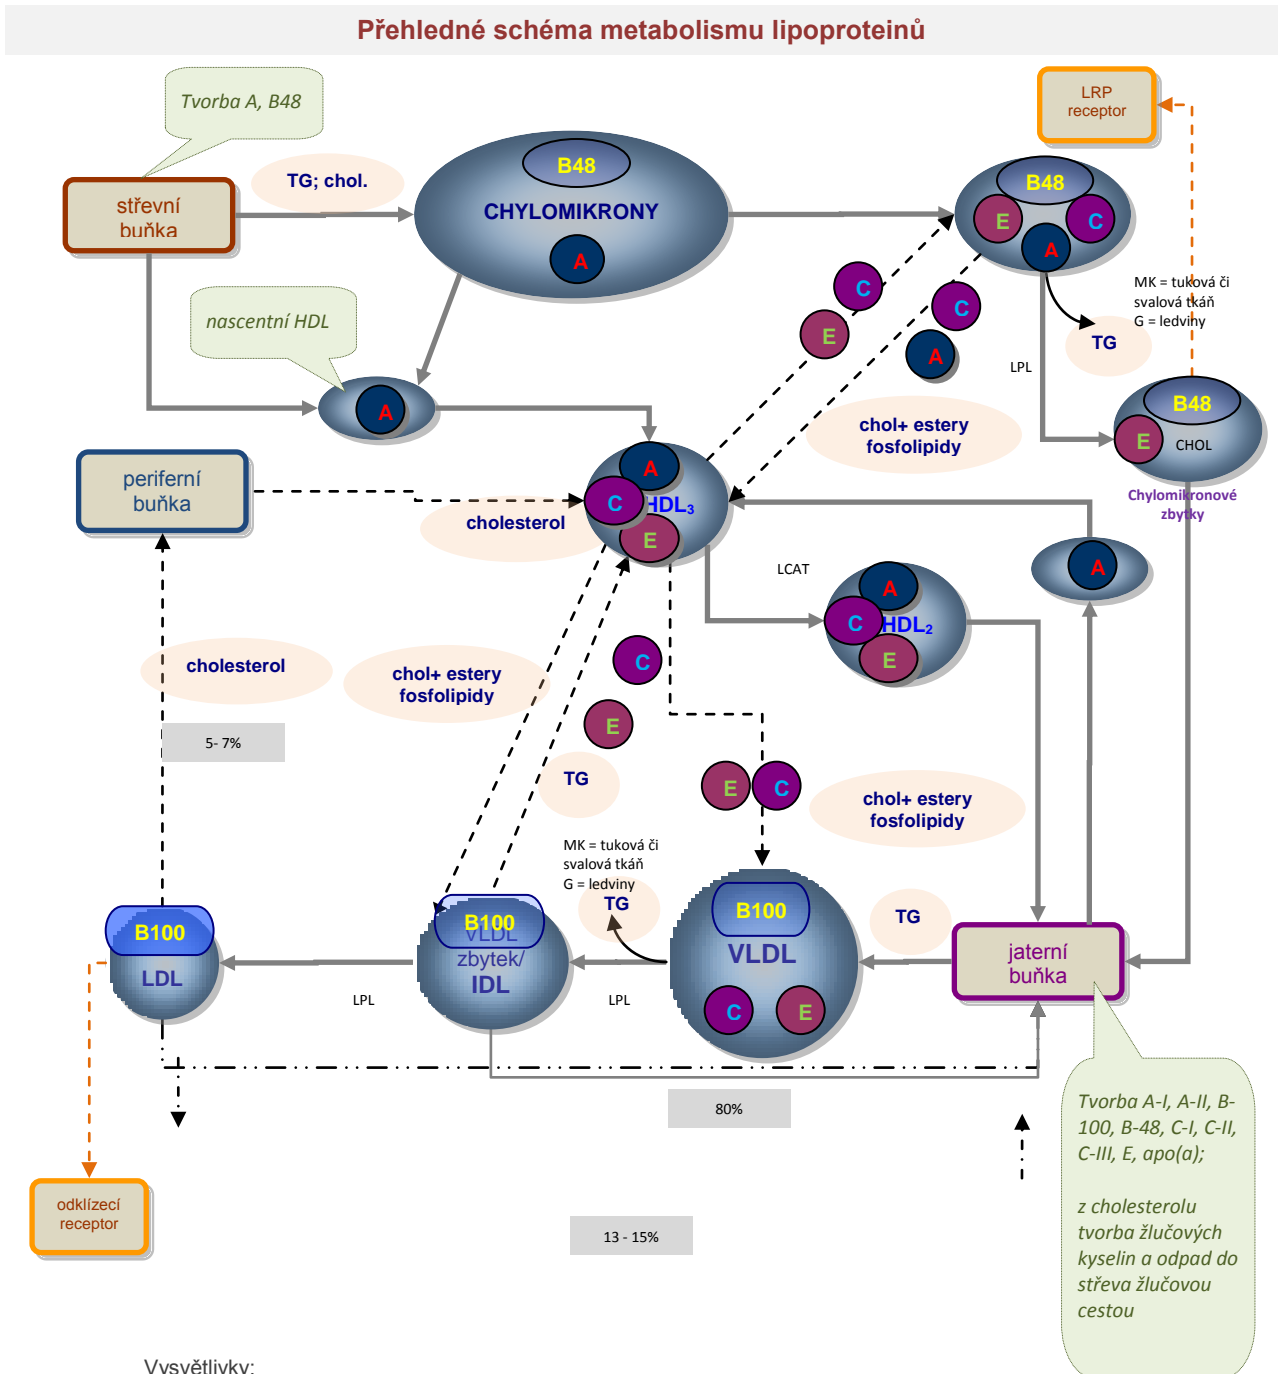 Přehledné schéma metabolismu lipoproteinů
Tvorba A, B48
LRP
receptor
střevní
buňka
TG; chol.
B48
CHYLOMIKRONY
A
B48
E
C
A
MK = tuková či
svalová tkáň
G = ledviny
TG
LPL
nascentní HDL
A
C
E
C
A
chol+ estery
fosfolipidy
B48
E
CHOL
Chylomikronové
zbytky
periferní
buňka
cholesterol
A
C
HDL3
E
LCAT
A
C
HDL2
E
A
cholesterol
chol+ estery
fosfolipidy
C
E
5- 7%
TG
E
C
chol+ estery
fosfolipidy
MK = tuková či
svalová tkáň
G = ledviny
TG
B100
LDL
LPL
B100
VLDL
zbytek/
IDL
LPL
B100
VLDL
C
E
TG
jaterní
buňka
80%
Tvorba A-I, A-II, B-
100, B-48, C-I, C-II,
C-III, E, apo(a);
z cholesterolu
tvorba žlučových
kyselin a odpad do
střeva žlučovou
cestou
odklízecí
receptor
13 - 15%
Vysvětlivky: